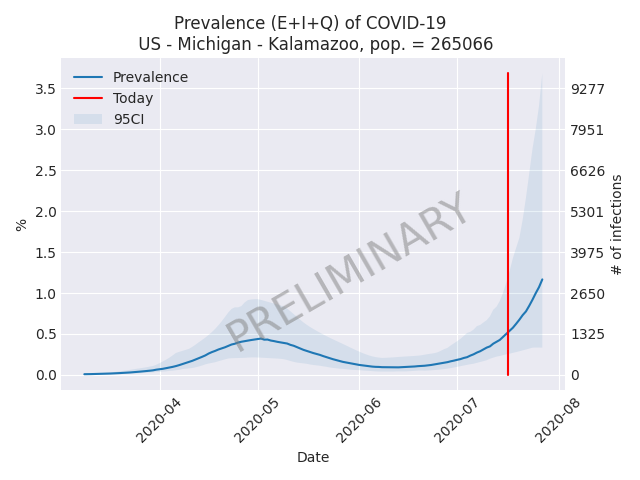 Prevalence (E+I+Q) of COVID-19
US - Michigan - Kalamazoo, pop. = 265066
Prevalence
Today
95CI
3.5
3.0
2.5
2.0
1.5
1.0
0.5
0.0
%
9277
7951
6626
5301
3975
2650
1325
0
# of infections
PRELIMINARY
2020-04
2020-05
2020-06
2020-07
2020-08
Date